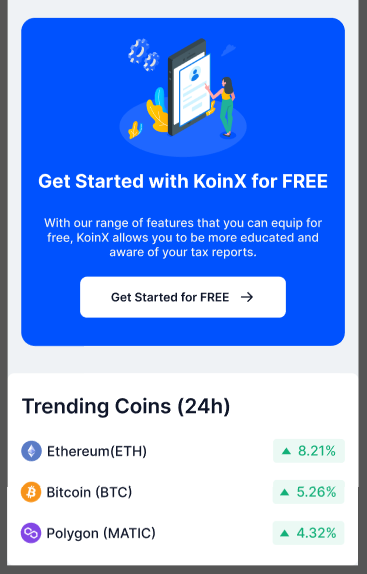 Get Started with KoinX for FREE
With our range of features that you can equip for
free, KoinX allows you to be more educated and
aware of your tax reports.
Get Started for FREE →
Trending Coins (24h)
Ethereum(ETH) ▲ 8.21%
Bitcoin (BTC) ▲ 5.26%
Polygon (MATIC) ▲ 4.32%